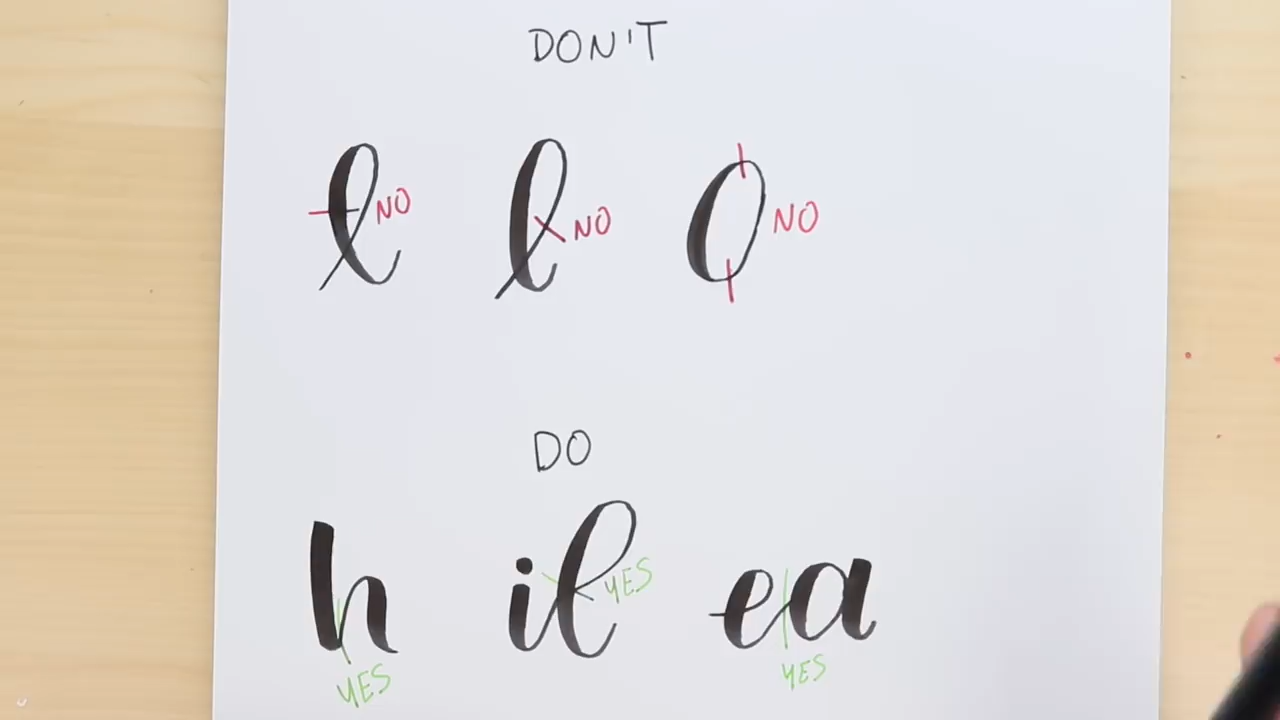 DON'T
l NO l NO O NO
DO
h il YES ea
YES YES